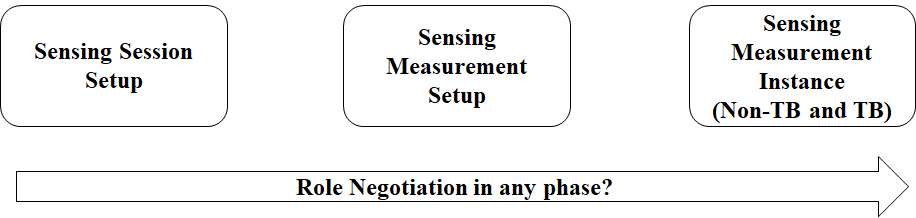 Sensing Session
Setup
Sensing
Measurement
Setup
Sensing
Measurement
Instance
(Non-TB and TB)
Role Negotiation in any phase?